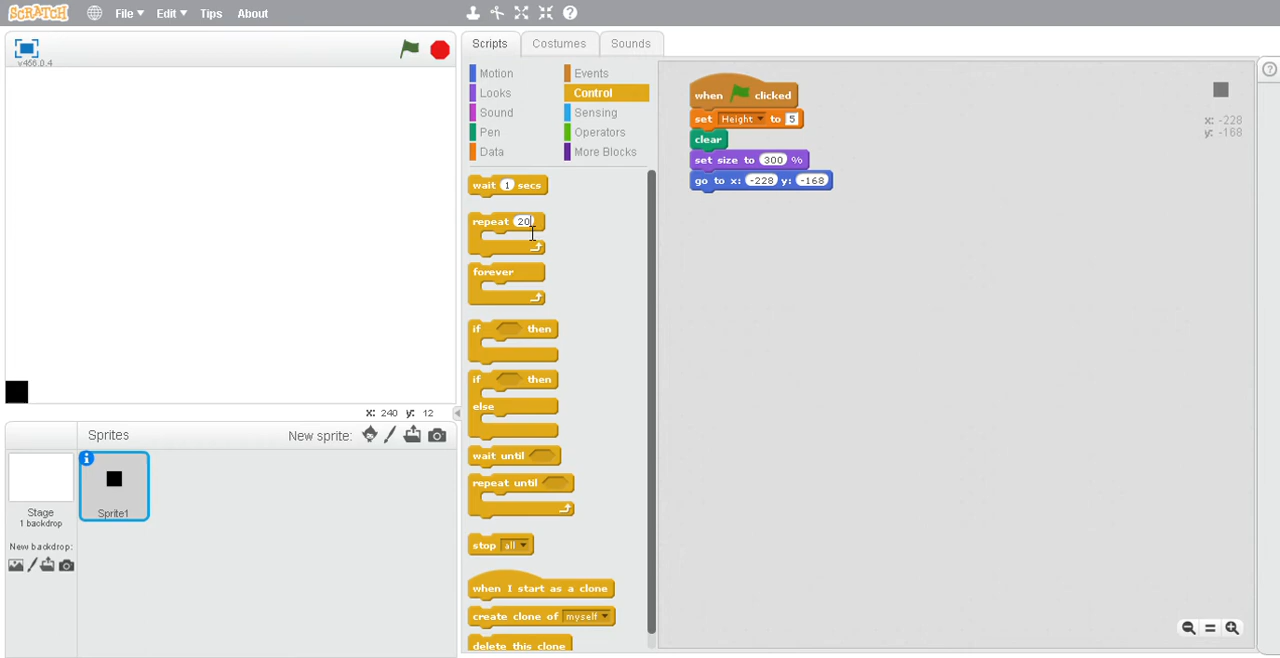 SCRATCH File Edit Tips About
v456.0.4
Scripts Costumes Sounds
Motion Events
Looks Control
Sound Sensing
Pen Operators
Data More Blocks
wait 1 secs
repeat 20
forever
if then
if then
else
wait until
repeat until
stop all
when I start as a clone
create clone of myself
delete this clone
when clicked
set Height to 5
clear
set size to 300 %
go to x: -228 y: -168
x: -228
y: -168
x: 240 y: 12
Sprites New sprite:
Stage
1 backdrop
New backdrop:
Sprite1